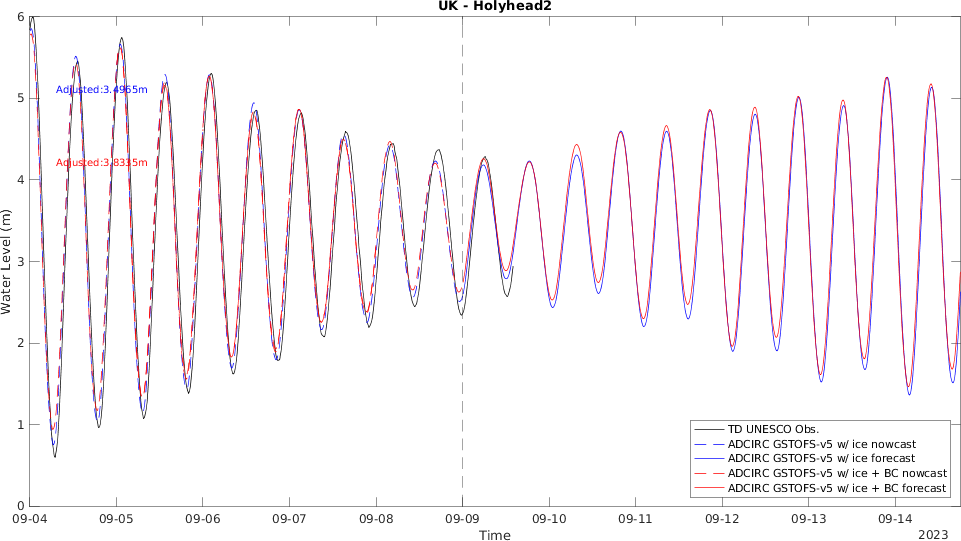 UK - Holyhead2
6
5
4
3
2
1
0
Water Level (m)
Adjusted:3.4965m
Adjusted:3.8335m
TD UNESCO Obs.
ADCIRC GSTOFS-v5 w/ ice nowcast
ADCIRC GSTOFS-v5 w/ ice forecast
ADCIRC GSTOFS-v5 w/ ice + BC nowcast
ADCIRC GSTOFS-v5 w/ ice + BC forecast
09-04 09-05 09-06 09-07 09-08 09-09 09-10 09-11 09-12 09-13 09-14
Time
2023